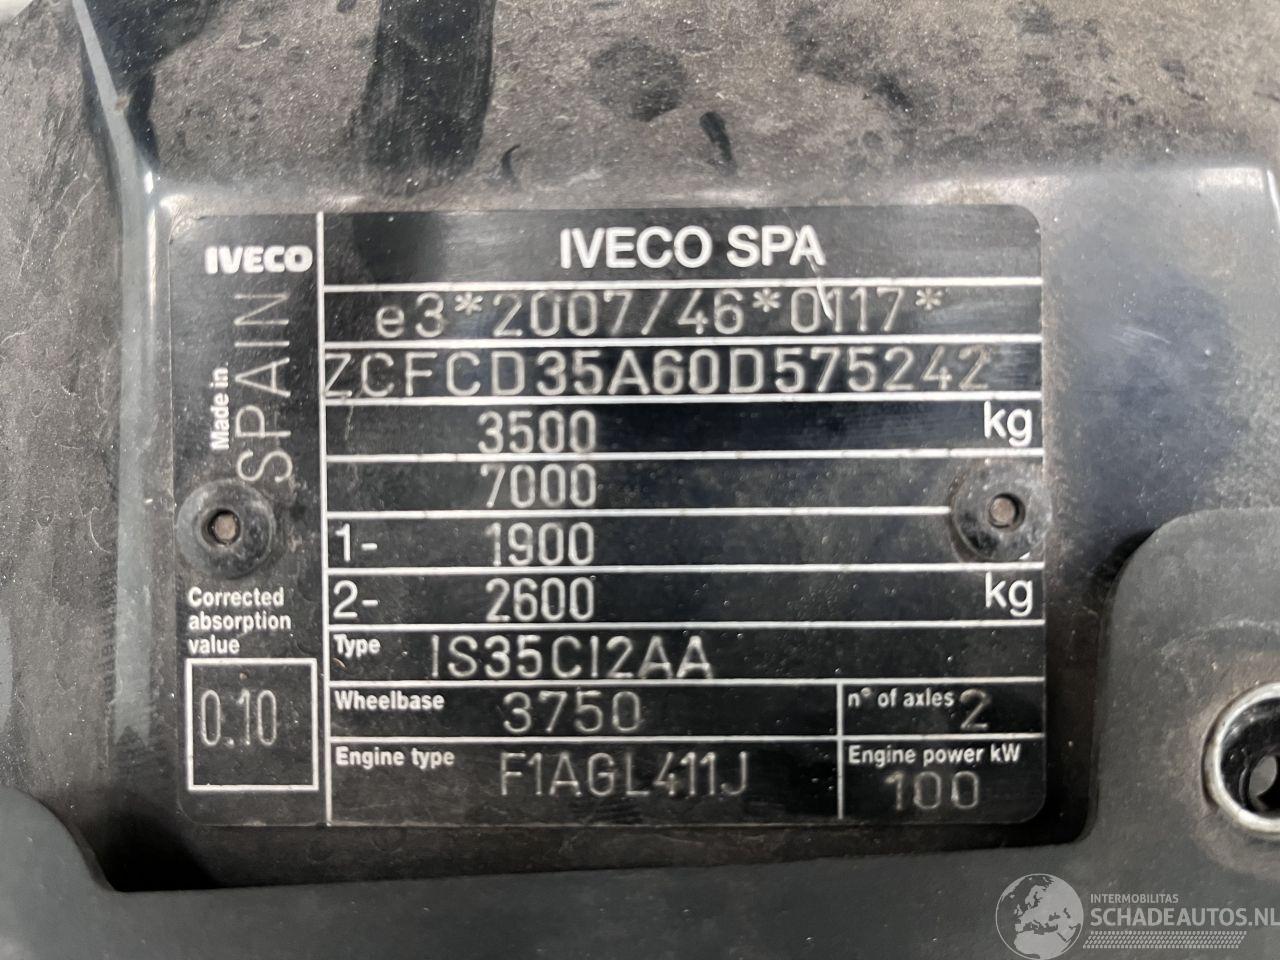 IVECO
IVECO SPA
Made in. SPAIN
e3*2007/46*0117*
ZCFCD35A60D575242
3500 kg
7000
1- 1900
2- 2600 kg
Corrected
absorption
value
0.10
Type IS35CI2AA
Wheelbase 3750 n° of axles 2
Engine type F1AGL411J Engine power kW
100
INTERMOBILITAS
SCHADEAUTOS.NL